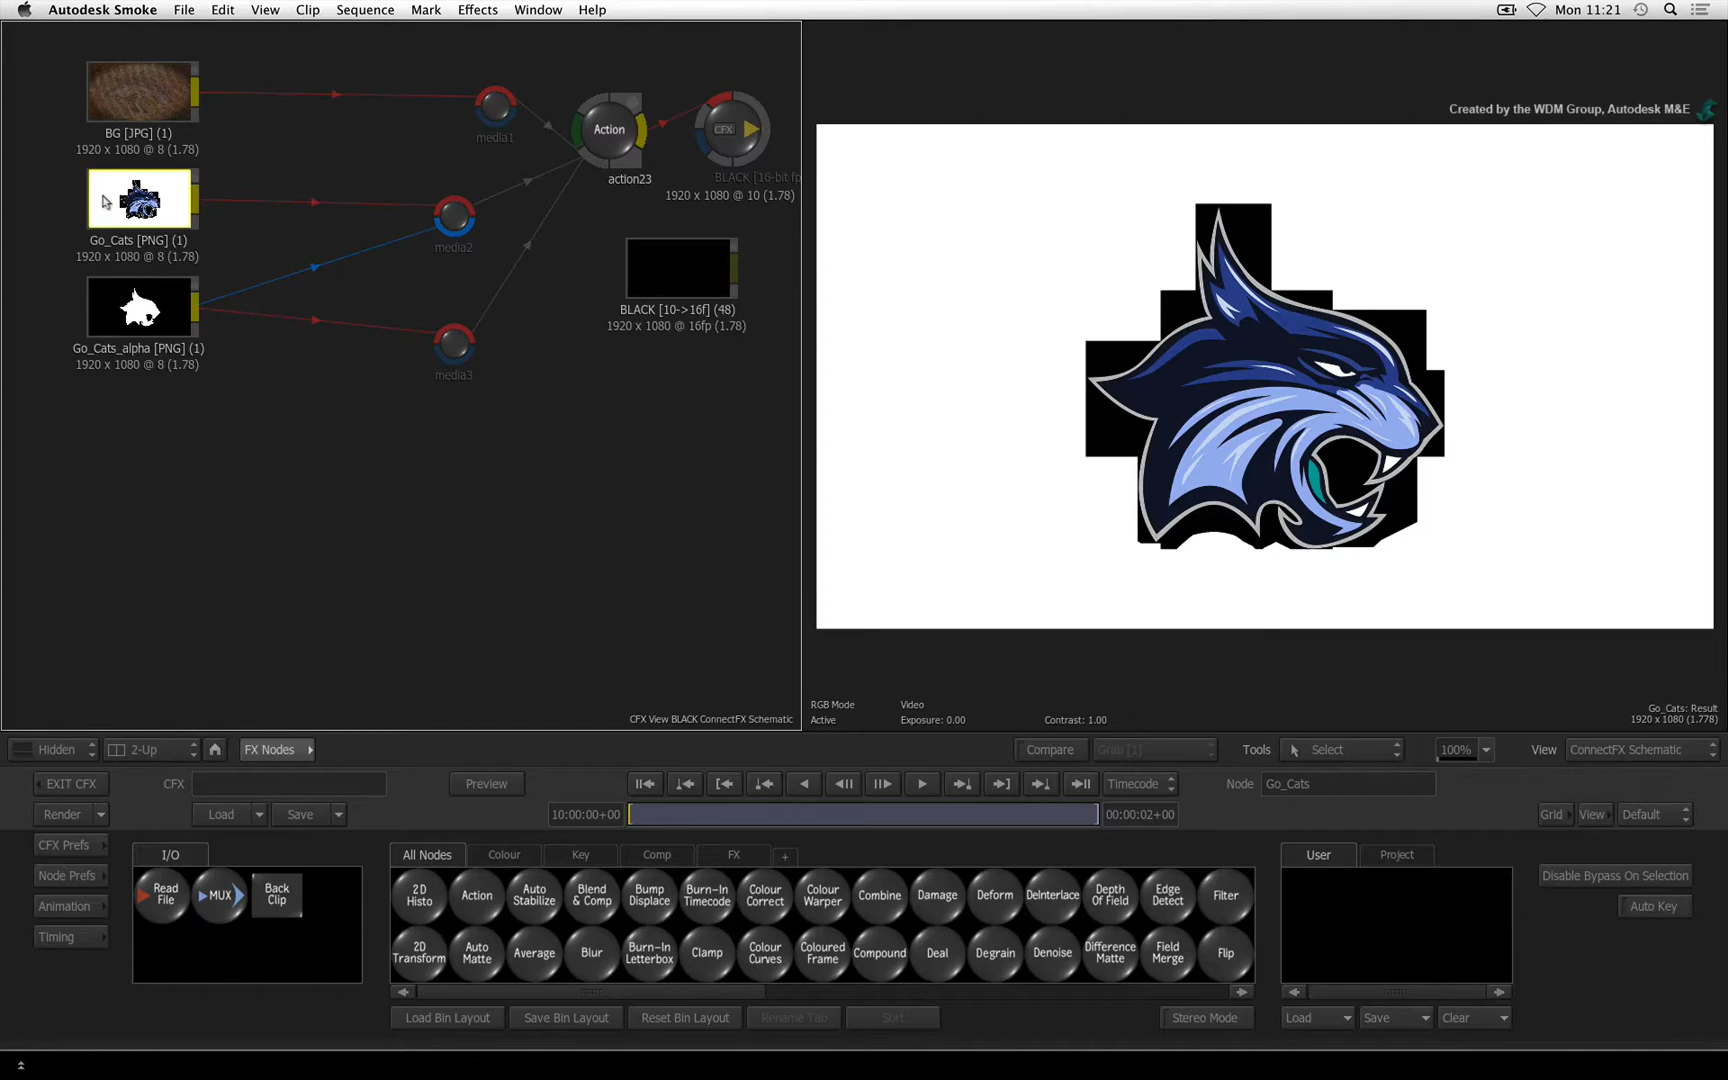 Autodesk Smoke File Edit View Clip Sequence Mark Effects Window Help Mon 11:21
Created by the WDM Group, Autodesk M&E
BG [JPG] (1)
1920 x 1080 @ 8 (1.78)
media1
Action
action23
CFX
BLACK [16-bit fp
1920 x 1080 @ 10 (1.78)
Go_Cats [PNG] (1)
1920 x 1080 @ 8 (1.78)
media2
BLACK [10->16f] (48)
1920 x 1080 @ 16fp (1.78)
Go_Cats_alpha [PNG] (1)
1920 x 1080 @ 8 (1.78)
media3
CFX View BLACK ConnectFX Schematic
RGB Mode Video Go_Cats: Result
Active Exposure: 0.00 Contrast: 1.00 1920 x 1080 (1.778)
Hidden 2-Up FX Nodes Compare Grab [1] Tools Select 100% View ConnectFX Schematic
EXIT CFX CFX Preview Timecode Node Go_Cats
Render Load Save 10:00:00+00 00:00:02+00 Grid View Default
CFX Prefs
Node Prefs
Animation
Timing
I/O
Read File MUX Back Clip
All Nodes Colour Key Comp FX +
2D Histo Action Auto Stabilize Blend & Comp Bump Displace Burn-In Timecode Colour Correct Colour Warper Combine Damage Deform DeInterlace Depth Of Field Edge Detect Filter
2D Transform Auto Matte Average Blur Burn-In Letterbox Clamp Colour Curves Coloured Frame Compound Deal Degrain Denoise Difference Matte Field Merge Flip
Load Bin Layout Save Bin Layout Reset Bin Layout Rename Tab Sort Stereo Mode
User Project
Load Save Clear
Disable Bypass On Selection
Auto Key